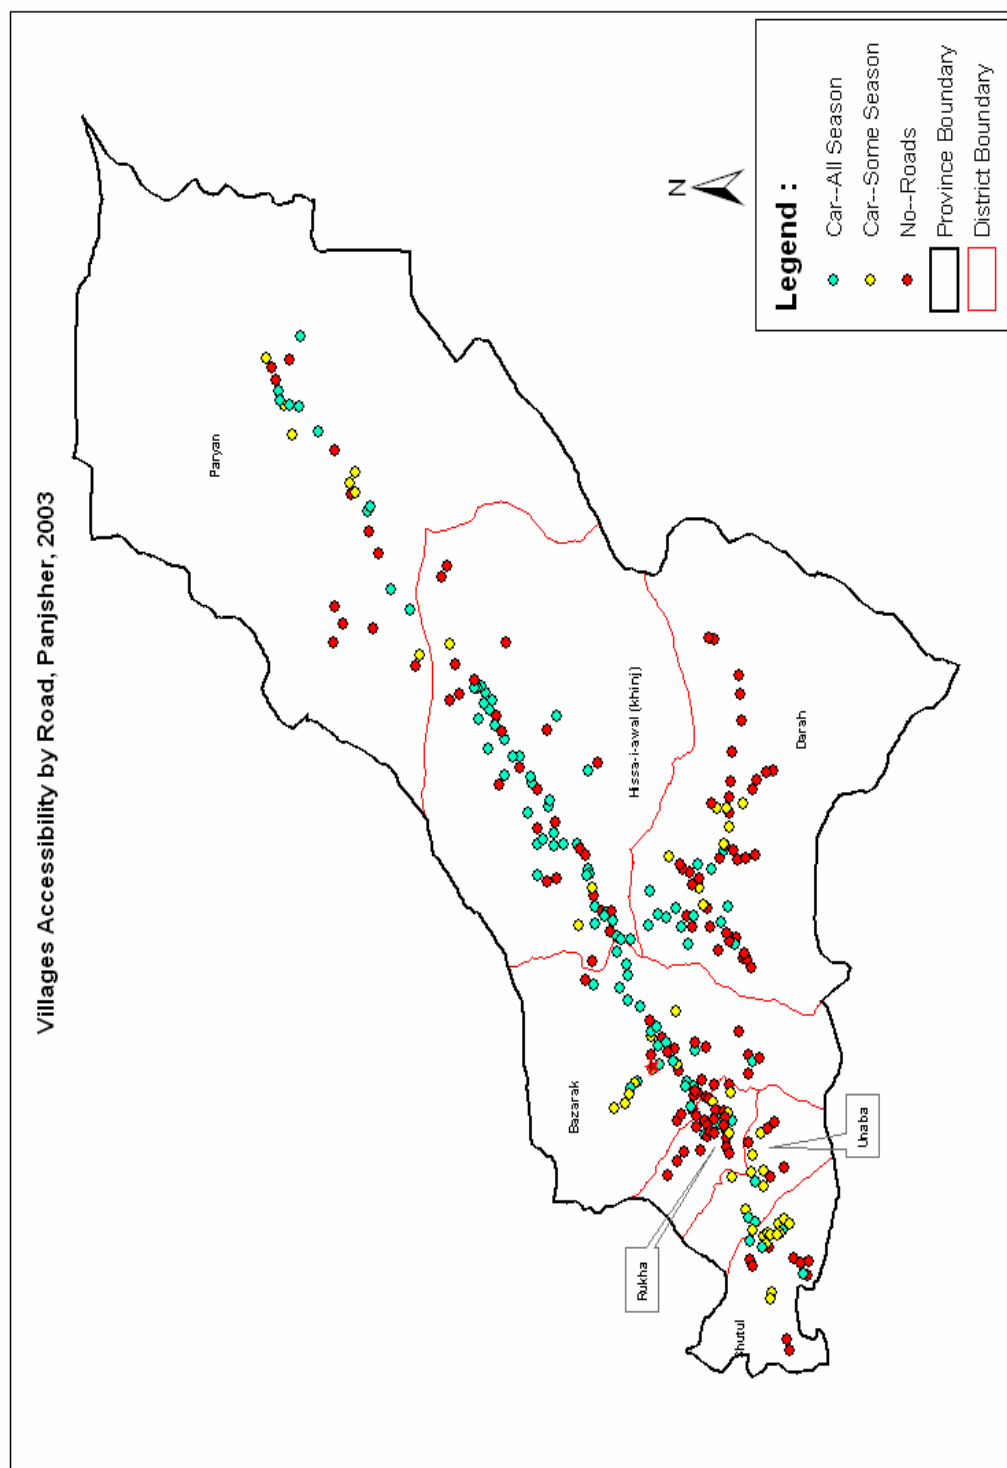 Villages Accessibility by Road, Panjsher, 2003
Paryan
Hissa-i-awal (khinj)
Darah
Bazarak
Unaba
Rukha
Shutul
N
Legend :
Car--All Season
Car--Some Season
No--Roads
Province Boundary
District Boundary